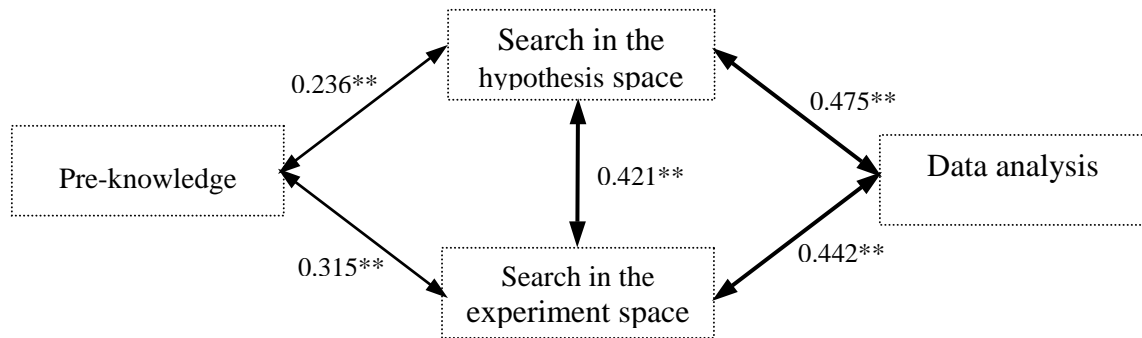 Search in the
hypothesis space
0.236**
0.475**
Pre-knowledge
0.421**
Data analysis
0.315**
0.442**
Search in the
experiment space